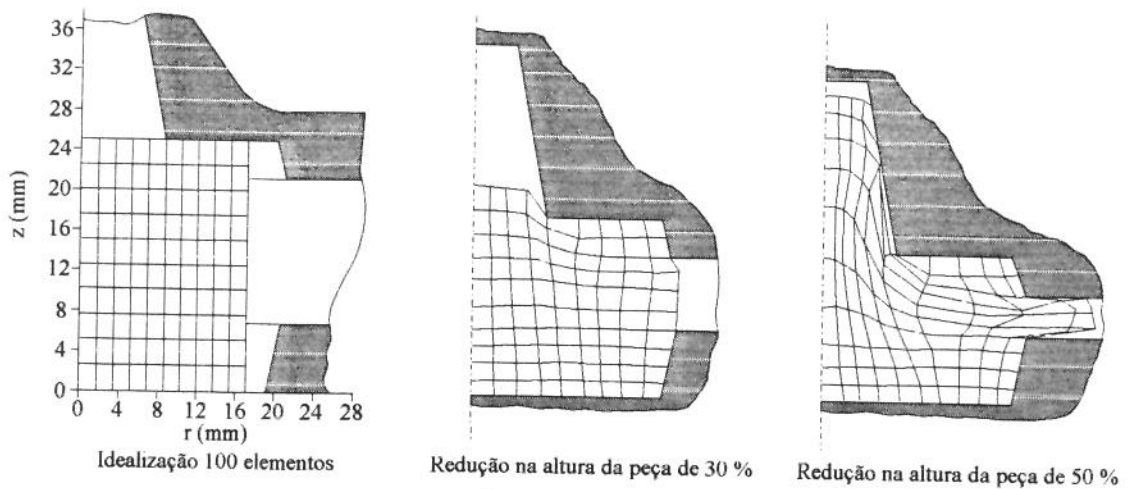 36
32
28
24
20
16
12
8
4
0
z (mm)
0 4 8 12 16 20 24 28
r (mm)
Idealização 100 elementos
Redução na altura da peça de 30 %
Redução na altura da peça de 50 %